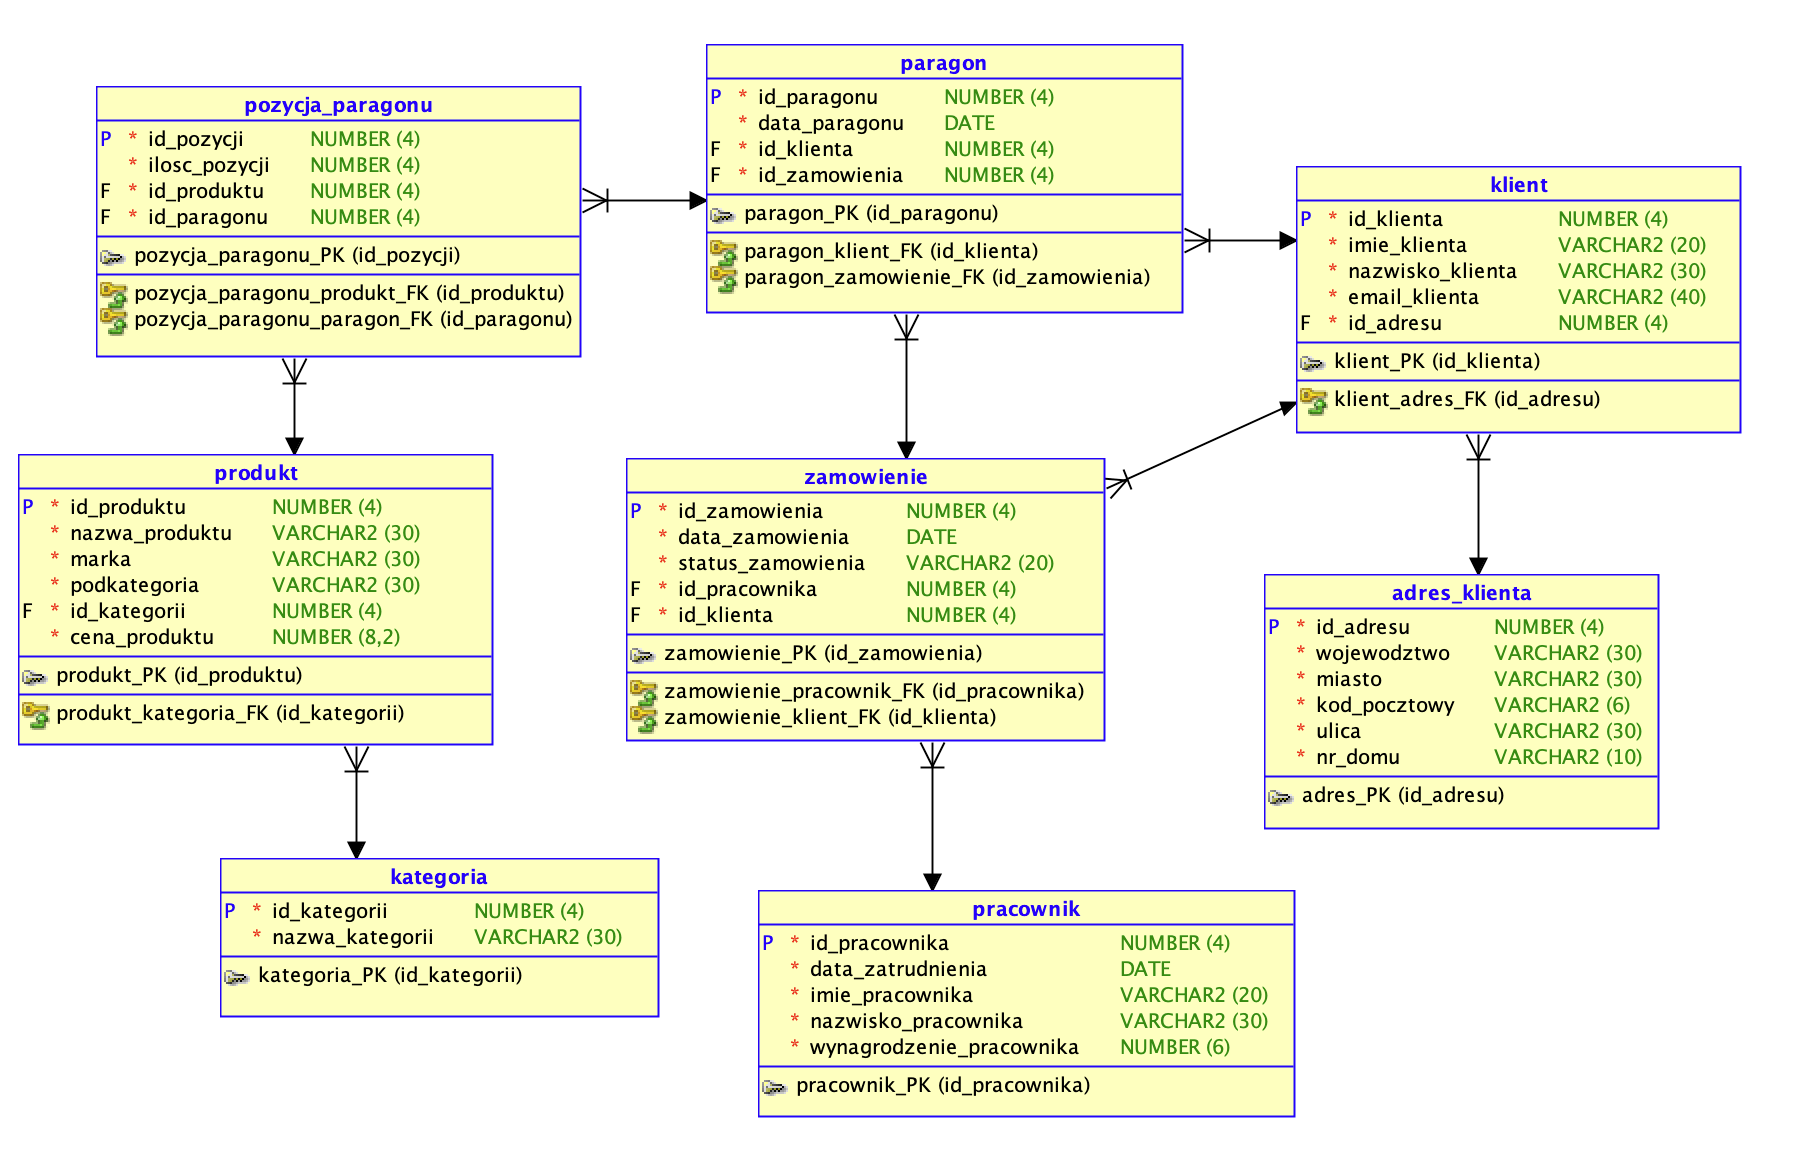 pozycja_paragonu
P * id_pozycji NUMBER (4)
* ilosc_pozycji NUMBER (4)
F * id_produktu NUMBER (4)
F * id_paragonu NUMBER (4)
pozycja_paragonu_PK (id_pozycji)
pozycja_paragonu_produkt_FK (id_produktu)
pozycja_paragonu_paragon_FK (id_paragonu)
paragon
P * id_paragonu NUMBER (4)
* data_paragonu DATE
F * id_klienta NUMBER (4)
F * id_zamowienia NUMBER (4)
paragon_PK (id_paragonu)
paragon_klient_FK (id_klienta)
paragon_zamowienie_FK (id_zamowienia)
klient
P * id_klienta NUMBER (4)
* imie_klienta VARCHAR2 (20)
* nazwisko_klienta VARCHAR2 (30)
* email_klienta VARCHAR2 (40)
F * id_adresu NUMBER (4)
klient_PK (id_klienta)
klient_adres_FK (id_adresu)
produkt
P * id_produktu NUMBER (4)
* nazwa_produktu VARCHAR2 (30)
* marka VARCHAR2 (30)
* podkategoria VARCHAR2 (30)
F * id_kategorii NUMBER (4)
* cena_produktu NUMBER (8,2)
produkt_PK (id_produktu)
produkt_kategoria_FK (id_kategorii)
zamowienie
P * id_zamowienia NUMBER (4)
* data_zamowienia DATE
* status_zamowienia VARCHAR2 (20)
F * id_pracownika NUMBER (4)
F * id_klienta NUMBER (4)
zamowienie_PK (id_zamowienia)
zamowienie_pracownik_FK (id_pracownika)
zamowienie_klient_FK (id_klienta)
adres_klienta
P * id_adresu NUMBER (4)
* wojewodztwo VARCHAR2 (30)
* miasto VARCHAR2 (30)
* kod_pocztowy VARCHAR2 (6)
* ulica VARCHAR2 (30)
* nr_domu VARCHAR2 (10)
adres_PK (id_adresu)
kategoria
P * id_kategorii NUMBER (4)
* nazwa_kategorii VARCHAR2 (30)
kategoria_PK (id_kategorii)
pracownik
P * id_pracownika NUMBER (4)
* data_zatrudnienia DATE
* imie_pracownika VARCHAR2 (20)
* nazwisko_pracownika VARCHAR2 (30)
* wynagrodzenie_pracownika NUMBER (6)
pracownik_PK (id_pracownika)